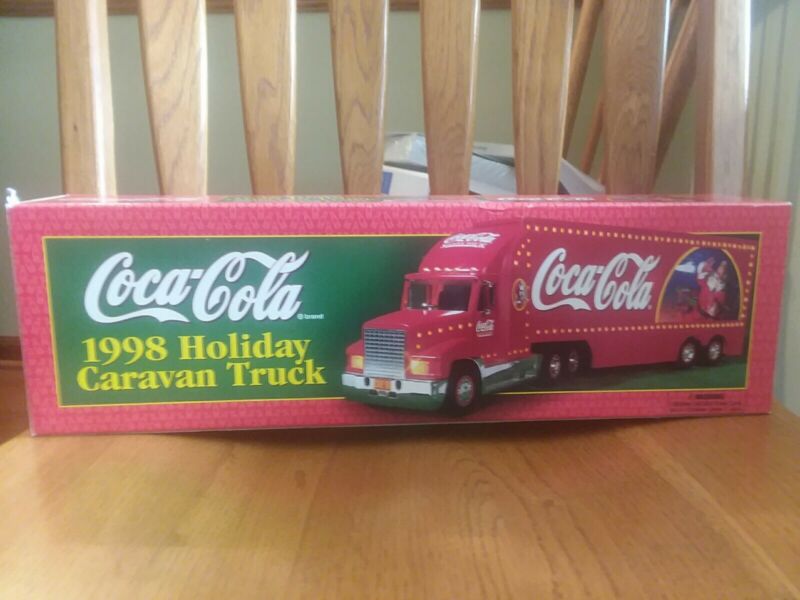 Coca-Cola
® brand
1998 Holiday
Caravan Truck
Coca-Cola
Coca-Cola
Coca-Cola
⚠ WARNING: